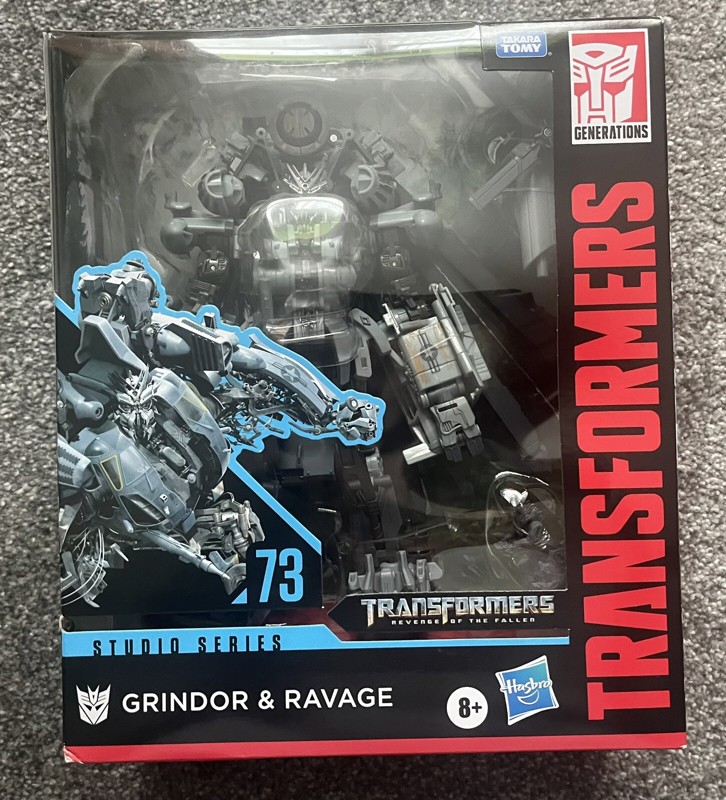 TAKARA
TOMY
GENERATIONS
TRANSFORMERS
73
TRANSFORMERS
REVENGE OF THE FALLEN
STUDIO SERIES
GRINDOR & RAVAGE
8+
Hasbro